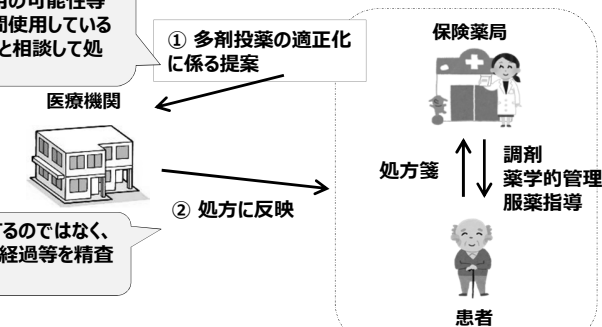 用の可能性等
間使用している
と相談して処
① 多剤投薬の適正化
に係る提案
保険薬局
医療機関
処方箋
調剤
薬学的管理
服薬指導
② 処方に反映
するのではなく、
経過等を精査
患者